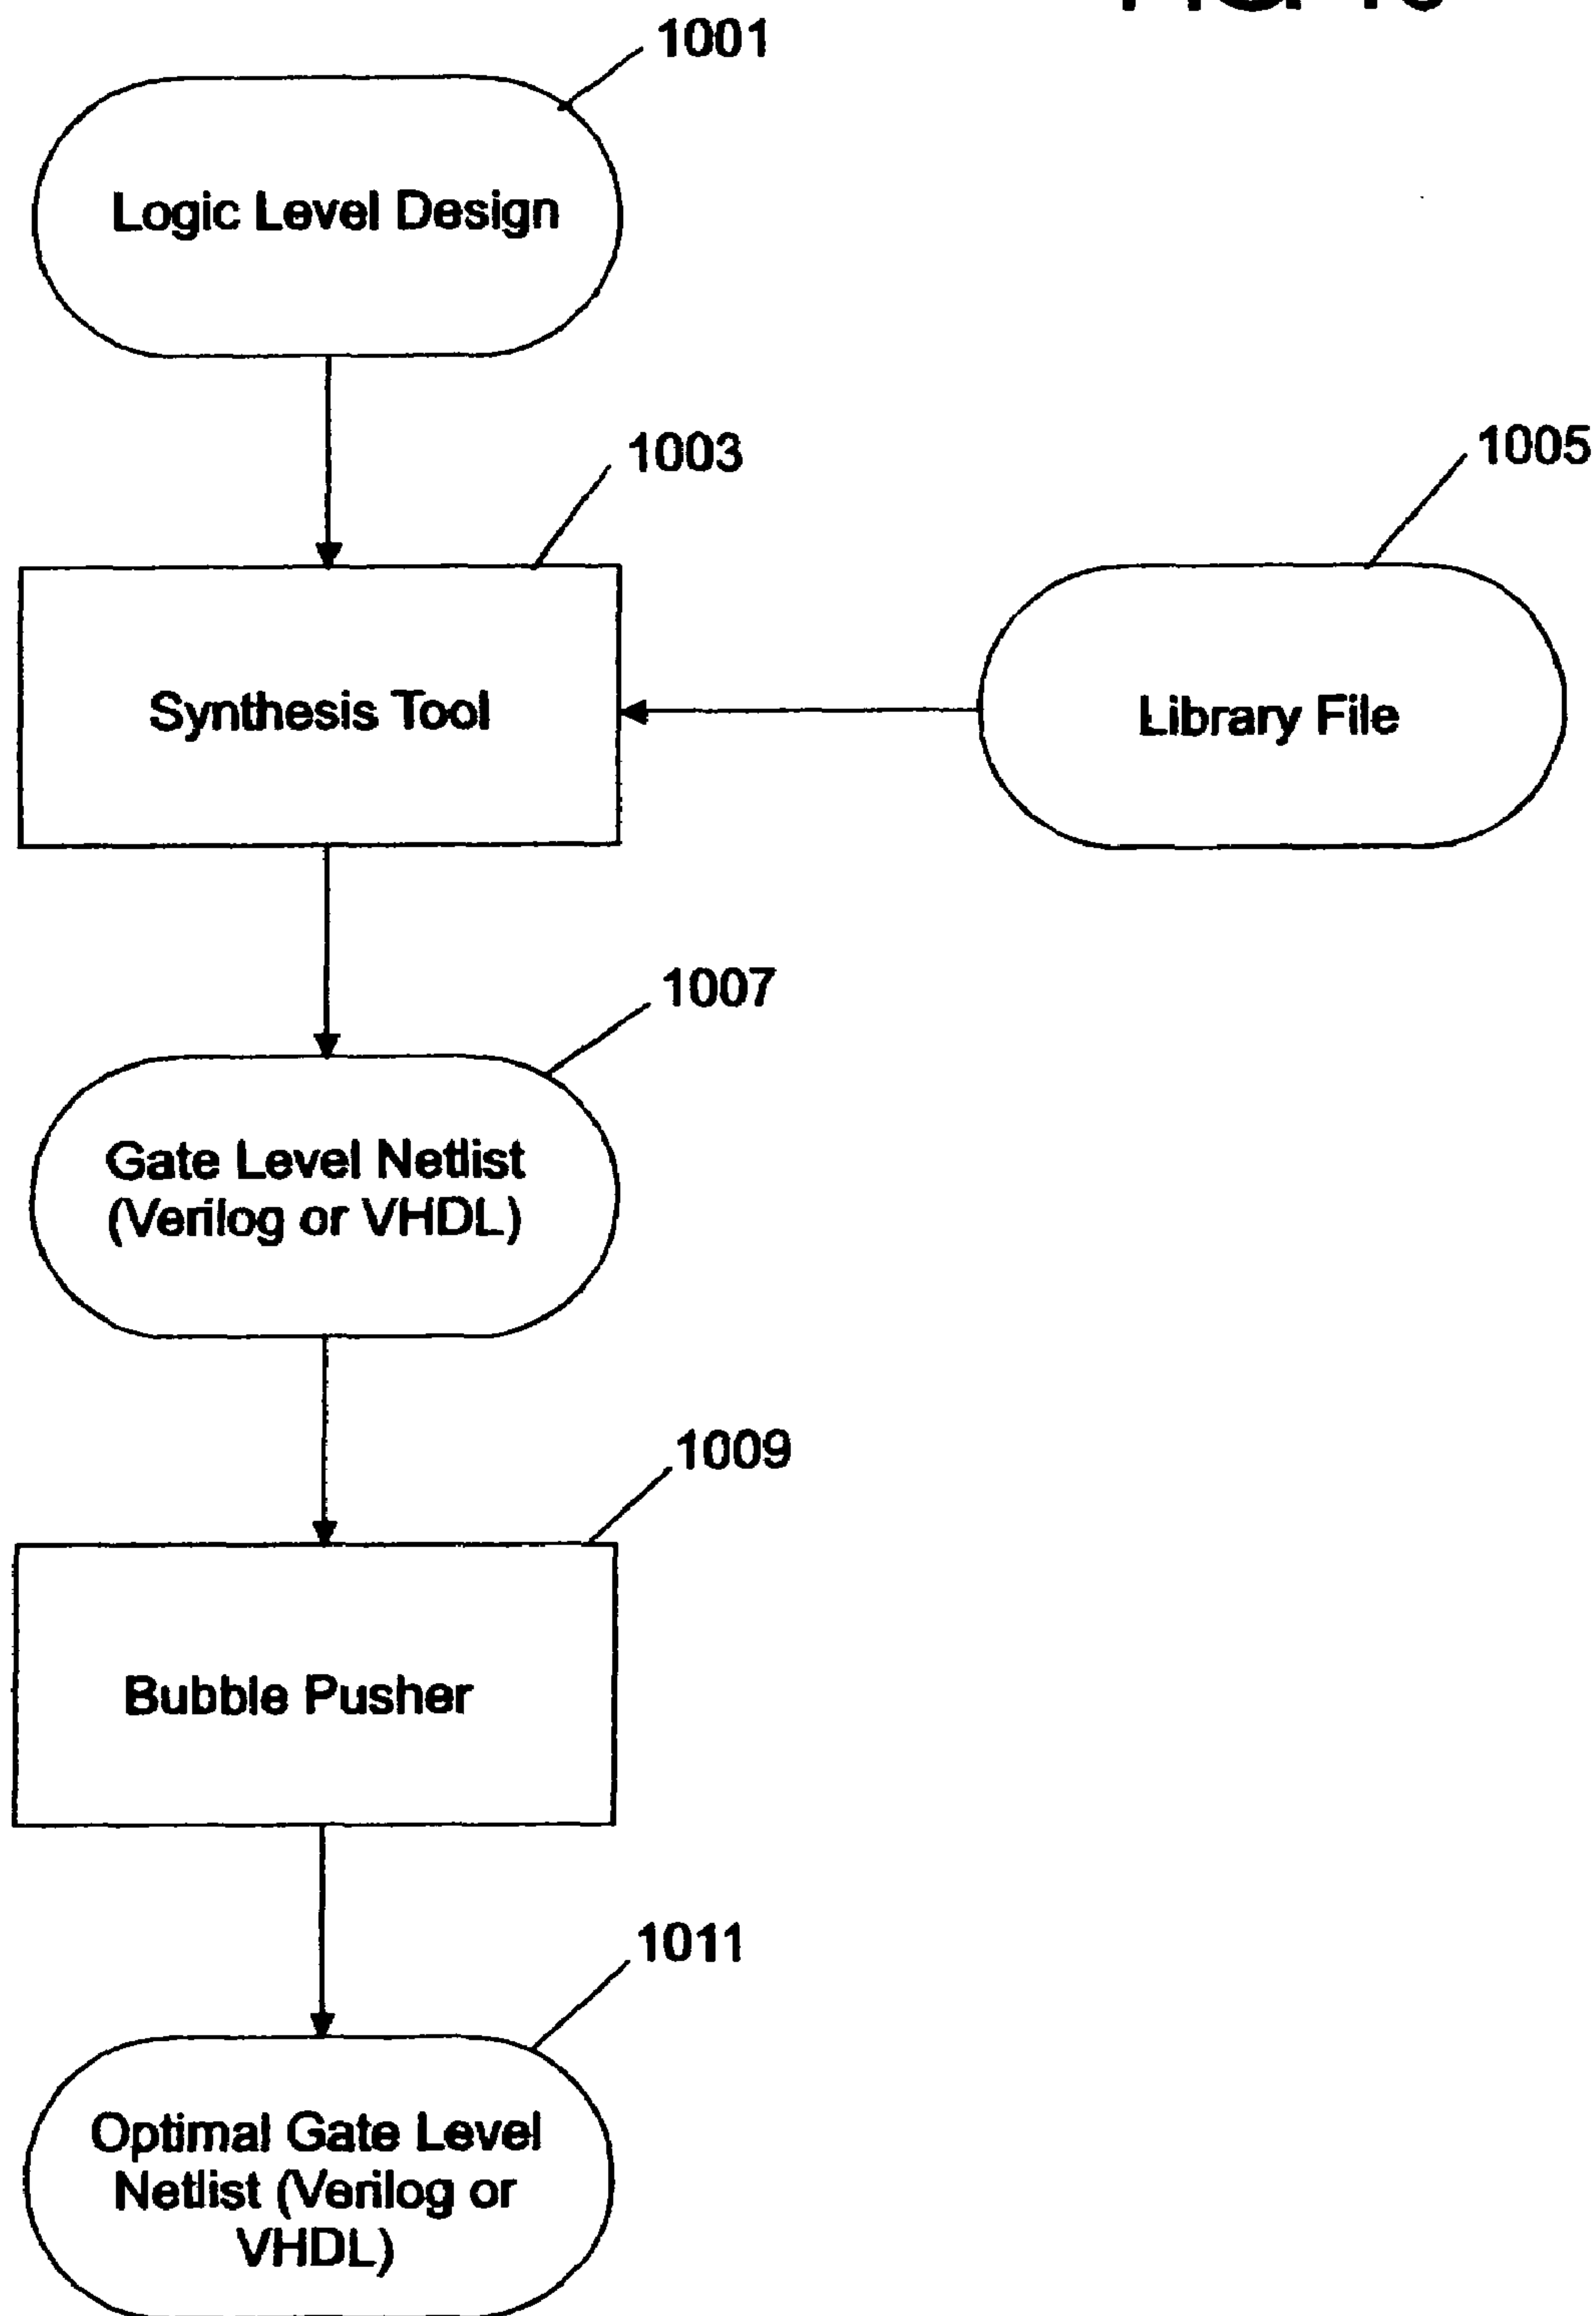 1001
Logic Level Design
1003
1005
Synthesis Tool
Library File
1007
Gate Level Netlist
(Verilog or VHDL)
1009
Bubble Pusher
1011
Optimal Gate Level
Netlist (Verilog or
VHDL)